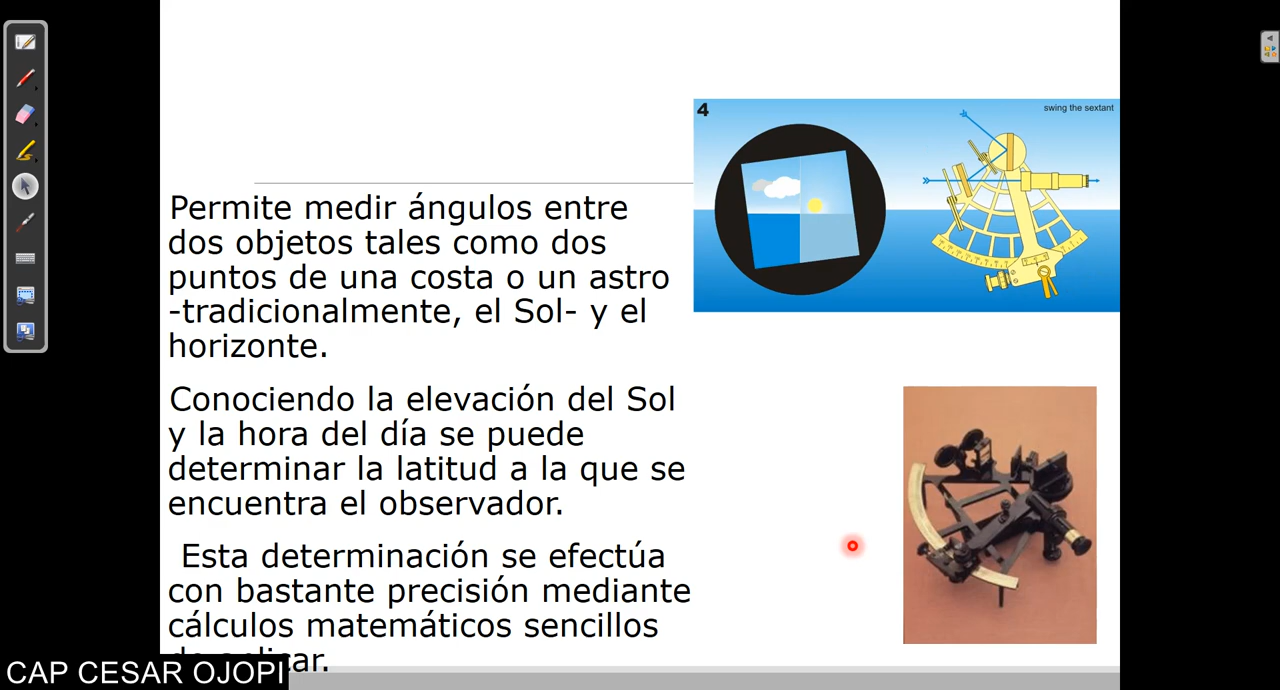 4
swing the sextant
Permite medir ángulos entre
dos objetos tales como dos
puntos de una costa o un astro
-tradicionalmente, el Sol- y el
horizonte.
Conociendo la elevación del Sol
y la hora del día se puede
determinar la latitud a la que se
encuentra el observador.
Esta determinación se efectúa
con bastante precisión mediante
cálculos matemáticos sencillos
CAP CESAR OJOPI